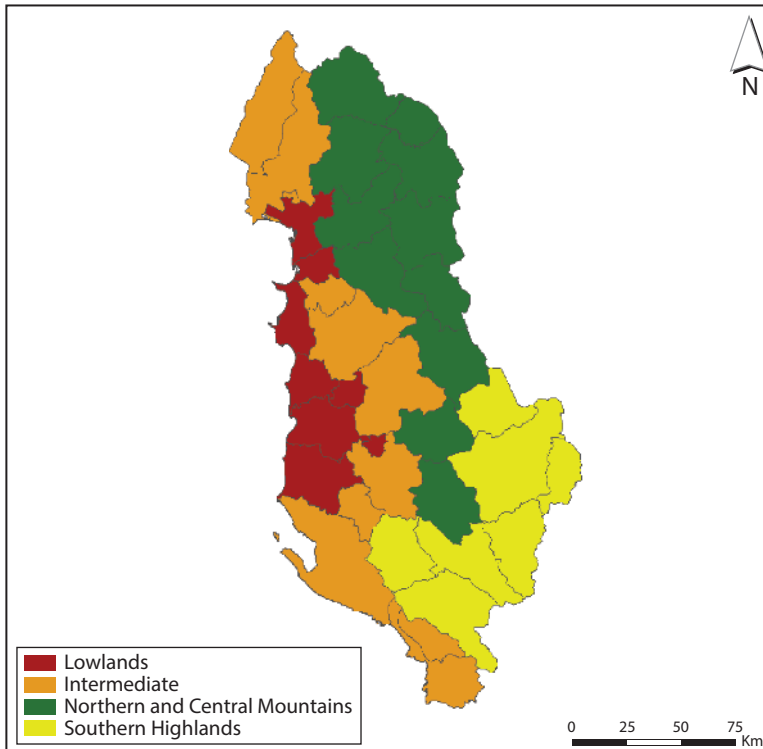 N
Lowlands
Intermediate
Northern and Central Mountains
Southern Highlands
0 25 50 75
Km